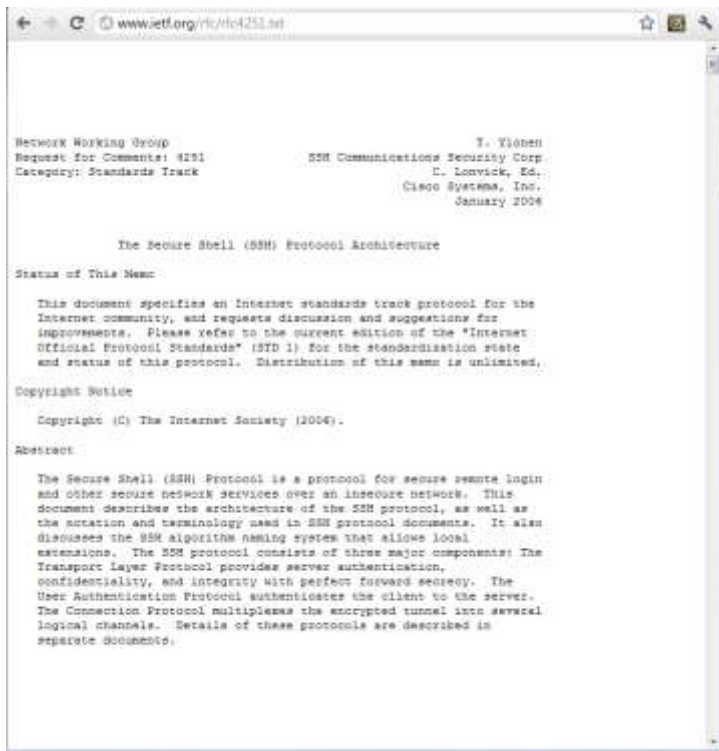 www.ietf.org/rfc/rfc4251.txt
Network Working Group T. Ylonen
Request for Comments: 4251 SSH Communications Security Corp
Category: Standards Track C. Lonvick, Ed.
Cisco Systems, Inc.
January 2006
The Secure Shell (SSH) Protocol Architecture
Status of This Memo
This document specifies an Internet standards track protocol for the
Internet community, and requests discussion and suggestions for
improvements. Please refer to the current edition of the "Internet
Official Protocol Standards" (STD 1) for the standardization state
and status of this protocol. Distribution of this memo is unlimited.
Copyright Notice
Copyright (C) The Internet Society (2006).
Abstract
The Secure Shell (SSH) Protocol is a protocol for secure remote login
and other secure network services over an insecure network. This
document describes the architecture of the SSH protocol, as well as
the notation and terminology used in SSH protocol documents. It also
discusses the SSH algorithm naming system that allows local
extensions. The SSH protocol consists of three major components: The
Transport Layer Protocol provides server authentication,
confidentiality, and integrity with perfect forward secrecy. The
User Authentication Protocol authenticates the client to the server.
The Connection Protocol multiplexes the encrypted tunnel into several
logical channels. Details of these protocols are described in
separate documents.